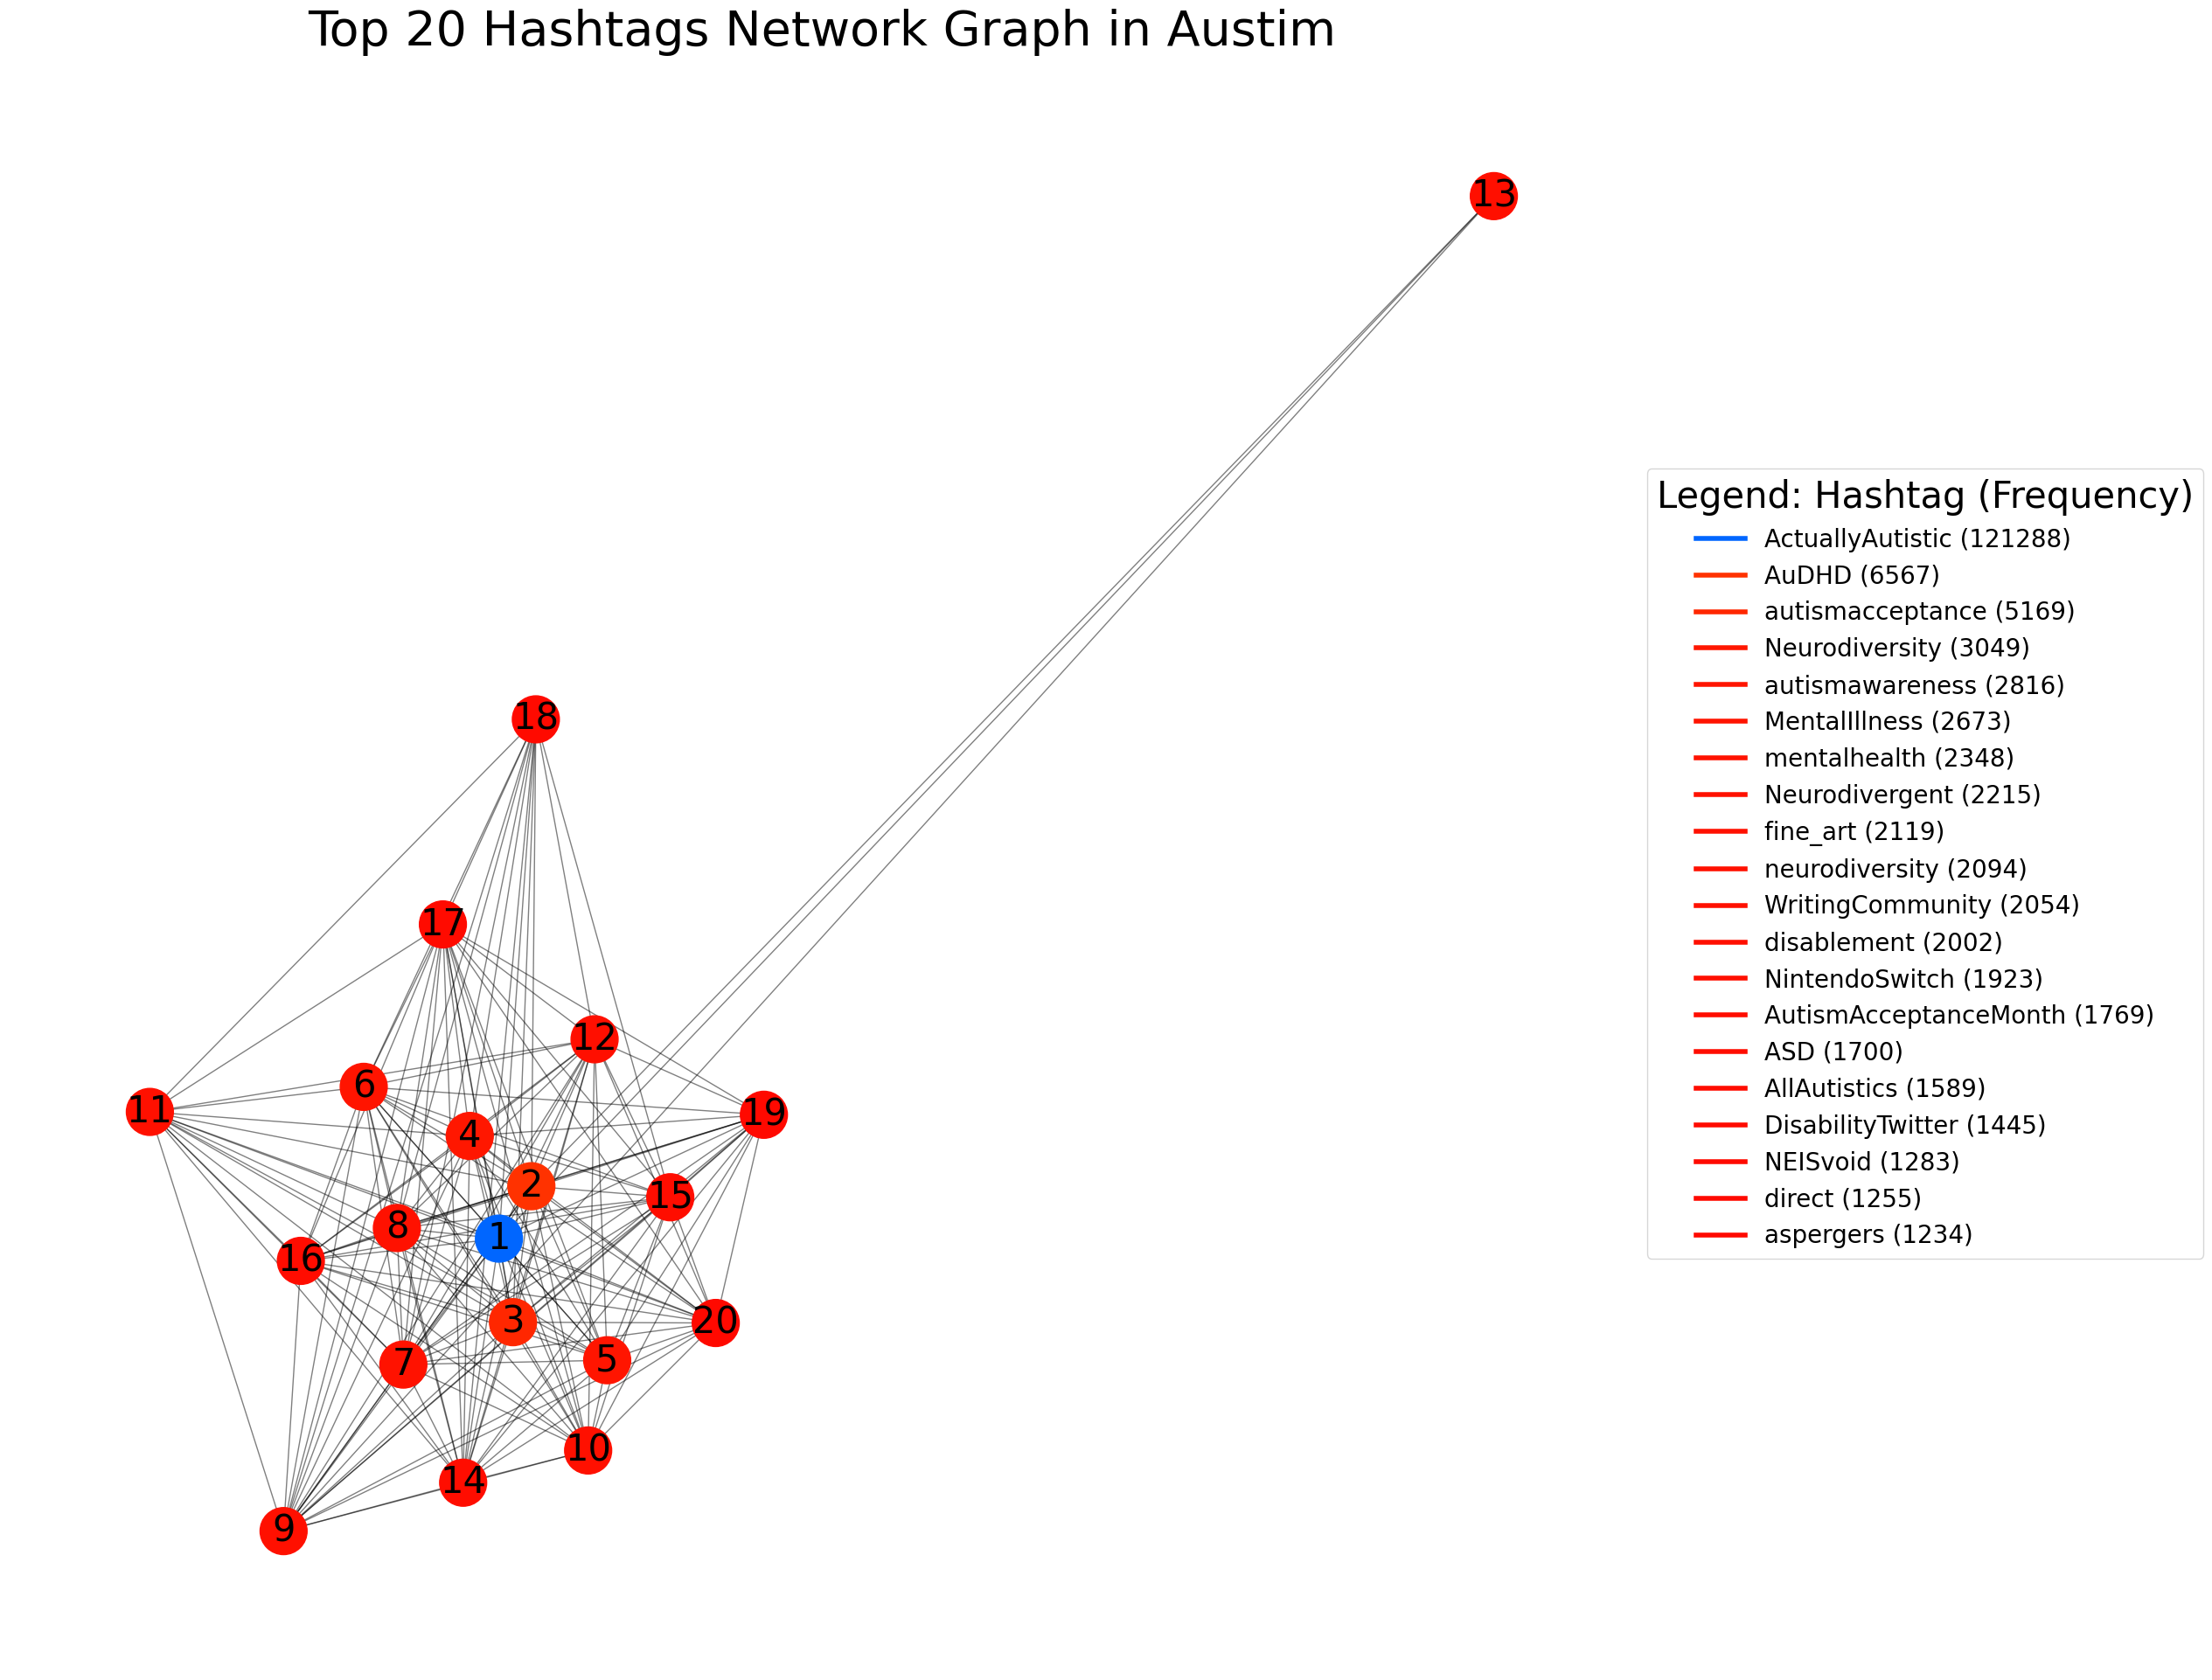 Top 20 Hashtags Network Graph in Austim
13
18
17
12
6
11
19
4
2
15
8
1
16
3
20
7
5
10
14
9
Legend: Hashtag (Frequency)
ActuallyAutistic (121288)
AuDHD (6567)
autismacceptance (5169)
Neurodiversity (3049)
autismawareness (2816)
MentalIllness (2673)
mentalhealth (2348)
Neurodivergent (2215)
fine_art (2119)
neurodiversity (2094)
WritingCommunity (2054)
disablement (2002)
NintendoSwitch (1923)
AutismAcceptanceMonth (1769)
ASD (1700)
AllAutistics (1589)
DisabilityTwitter (1445)
NEISvoid (1283)
direct (1255)
aspergers (1234)